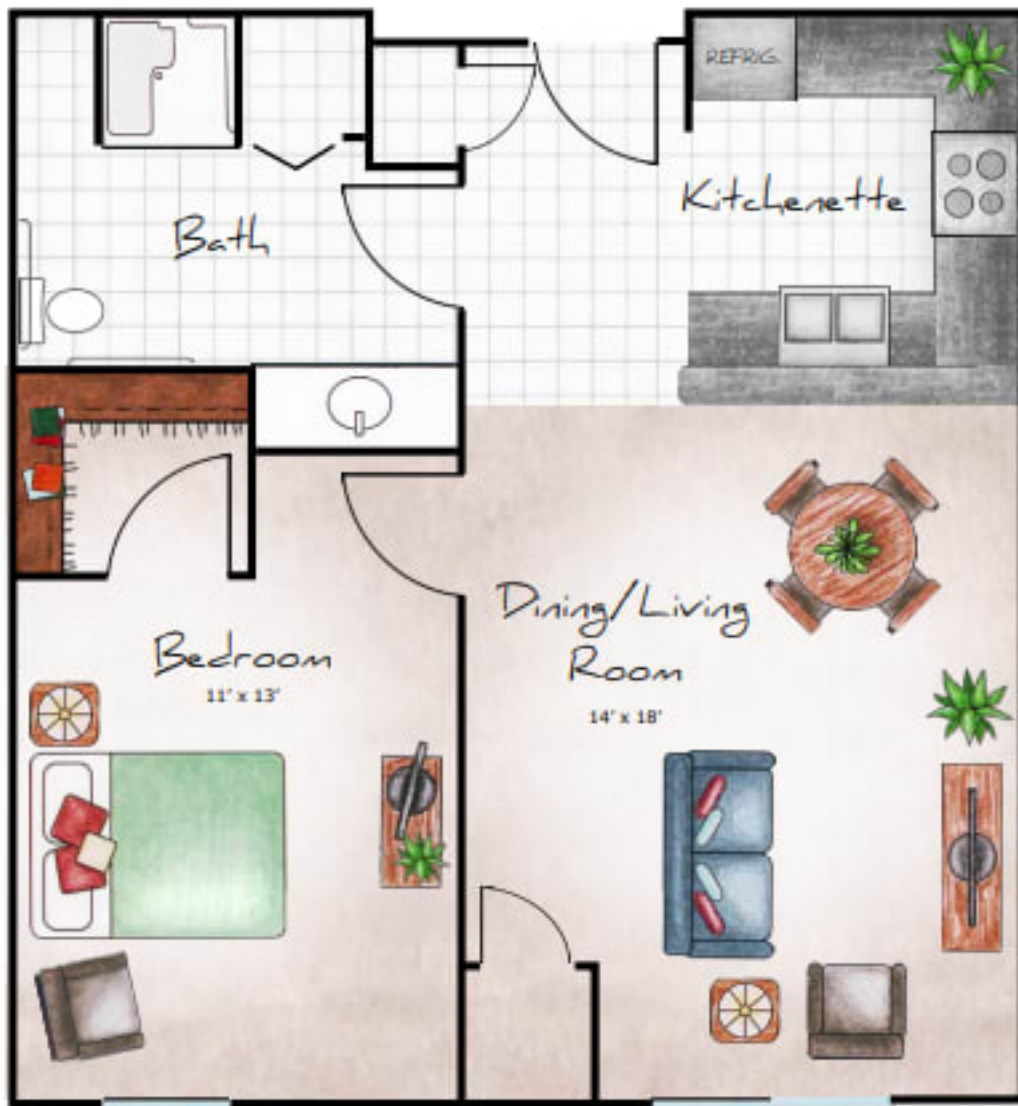 REFRIG.
Kitchenette
Bath
Dining/Living
Room
14' x 18'
Bedroom
11' x 13'